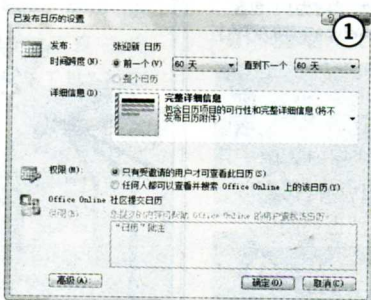 已发布日历的设置
①
发布: 张迎新 日历
时间跨度(N): 前一个(V) 60 天 直到下一个 60 天
整个日历
详细信息(D)
完整详细信息
包含日历项目的可行性和完整详细信息(将不发布日历附件)
权限(M): 只有受邀请的用户才可查看此日历(S)
任何人都可以查看并搜索 Office Online 上的该日历(Y)
Office Online 社区提交日历
"日历"
高级(A) 确定(O) 取消(C)